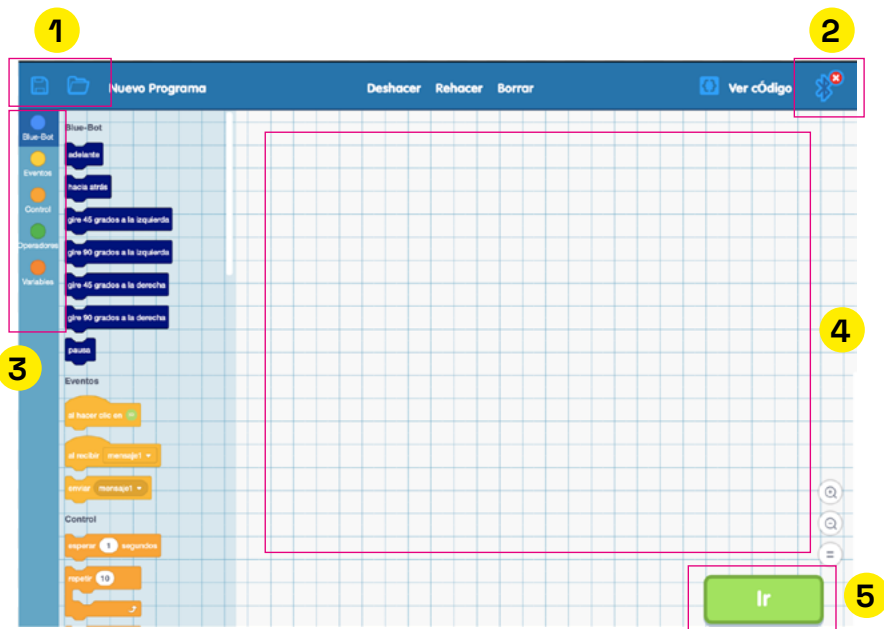 1
2
Nuevo Programa
Deshacer Rehacer Borrar
Ver cÓdigo
Blue-Bot
Eventos
Control
Operadores
Variables
3
Blue-Bot
adelante
hacia atrás
gire 45 grados a la izquierda
gire 90 grados a la izquierda
gire 45 grados a la derecha
gire 90 grados a la derecha
pausa
Eventos
al hacer clic en
al recibir mensaje1
enviar mensaje1
Control
esperar 1 segundos
repetir 10
4
=
Ir
5